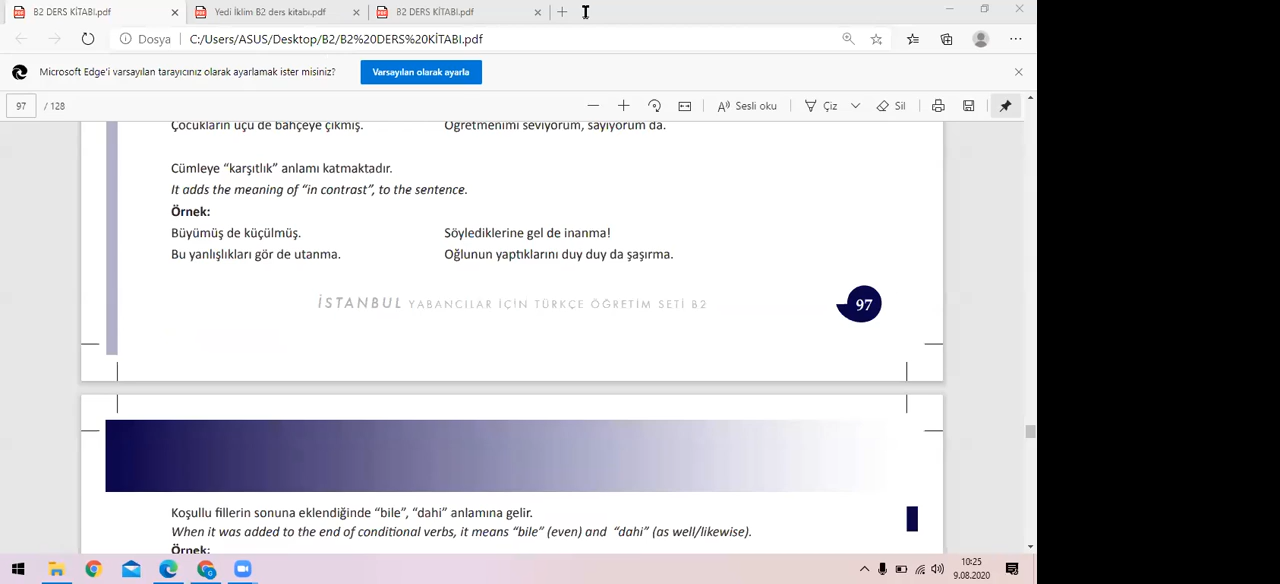 B2 DERS KİTABI.pdf
Yedi İklim B2 ders kitabı.pdf
B2 DERS KİTABI.pdf
Dosya
C:/Users/ASUS/Desktop/B2/B2%20DERS%20KİTABI.pdf
Microsoft Edge'i varsayılan tarayıcınız olarak ayarlamak ister misiniz?
Varsayılan olarak ayarla
97 / 128
Sesli oku
Çiz
Sil
Çocukların üçü de bahçeye çıkmış.
Öğretmenimi seviyorum, sayıyorum da.
Cümleye “karşıtlık” anlamı katmaktadır.
It adds the meaning of “in contrast”, to the sentence.
Örnek:
Büyümüş de küçülmüş.
Söylediklerine gel de inanma!
Bu yanlışlıkları gör de utanma.
Oğlunun yaptıklarını duy duy da şaşırma.
İSTANBUL YABANCILAR İÇİN TÜRKÇE ÖĞRETİM SETİ B2
97
Koşullu fillerin sonuna eklendiğinde “bile”, “dahi” anlamına gelir.
When it was added to the end of conditional verbs, it means “bile” (even) and “dahi” (as well/likewise).
Örnek:
10:25
9.08.2020